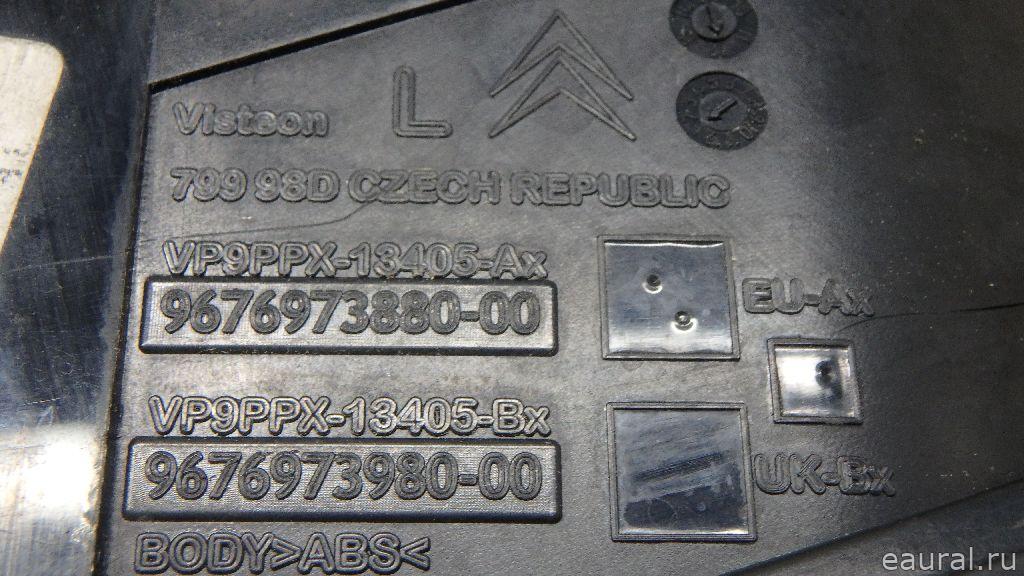 Visteon L
799 98D CZECH REPUBLIC
VP9PPX-13405-Ax
9676973880-00
EU-Ax
VP9PPX-13405-Bx
9676973980-00
UK-Bx
BODY>ABS<
eaural.ru